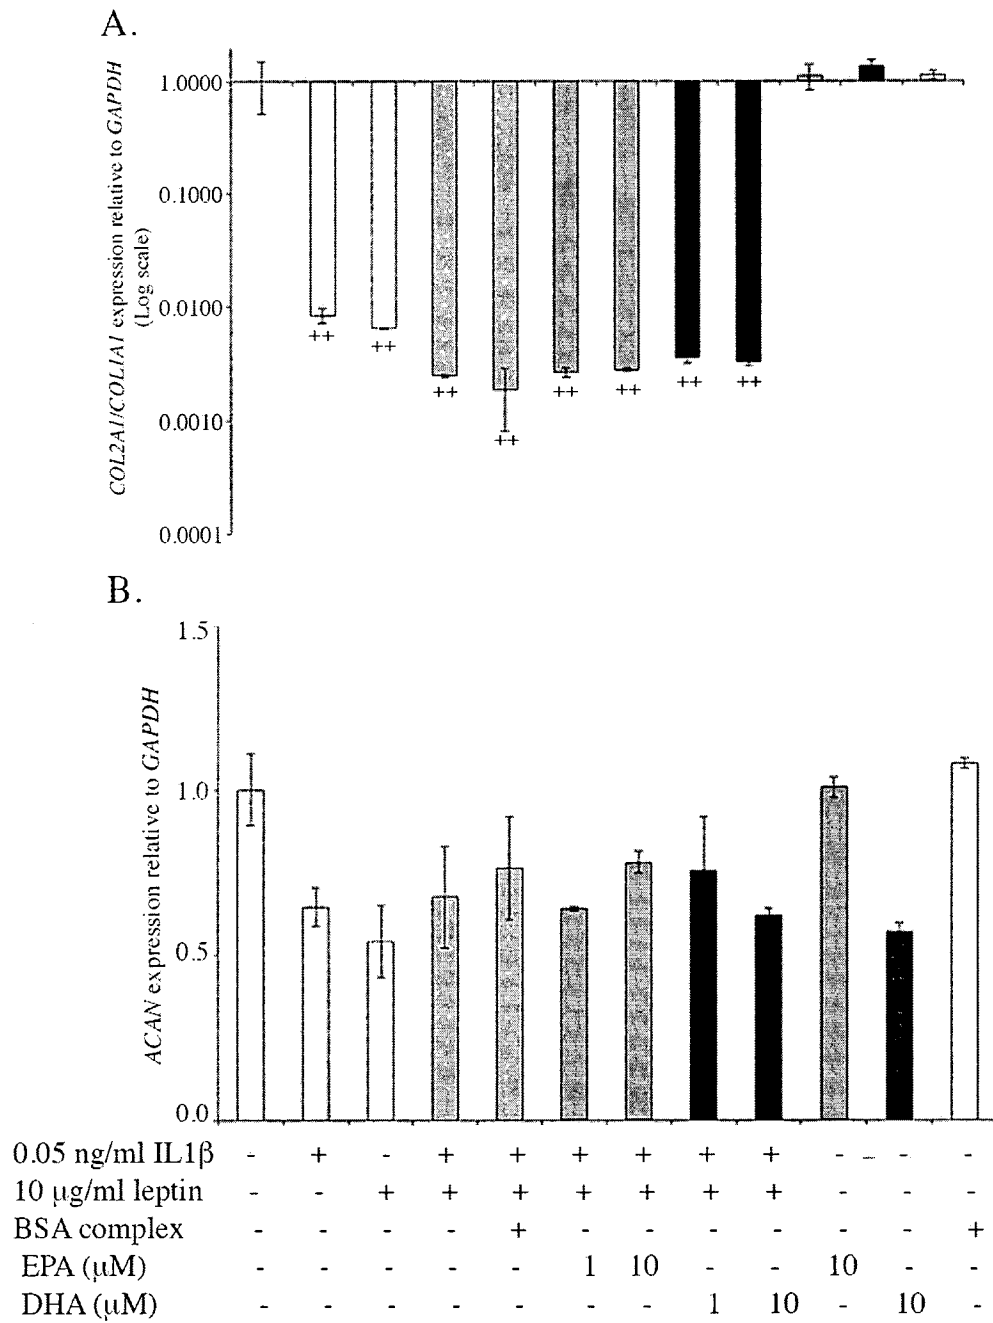 A.
COL2A1/COL1A1 expression relative to GAPDH
(Log scale)
1.0000
0.1000
0.0100
0.0010
0.0001
++ ++ ++ ++ ++ ++ ++ ++
B.
ACAN expression relative to GAPDH
1.5
1.0
0.5
0.0
0.05 ng/ml IL1β - + - + + + + + + - - -
10 μg/ml leptin - - + + + + + + + - - -
BSA complex - - - - + - - - - - - +
EPA (μM) - - - - - 1 10 - - 10 - -
DHA (μM) - - - - - - - 1 10 - 10 -